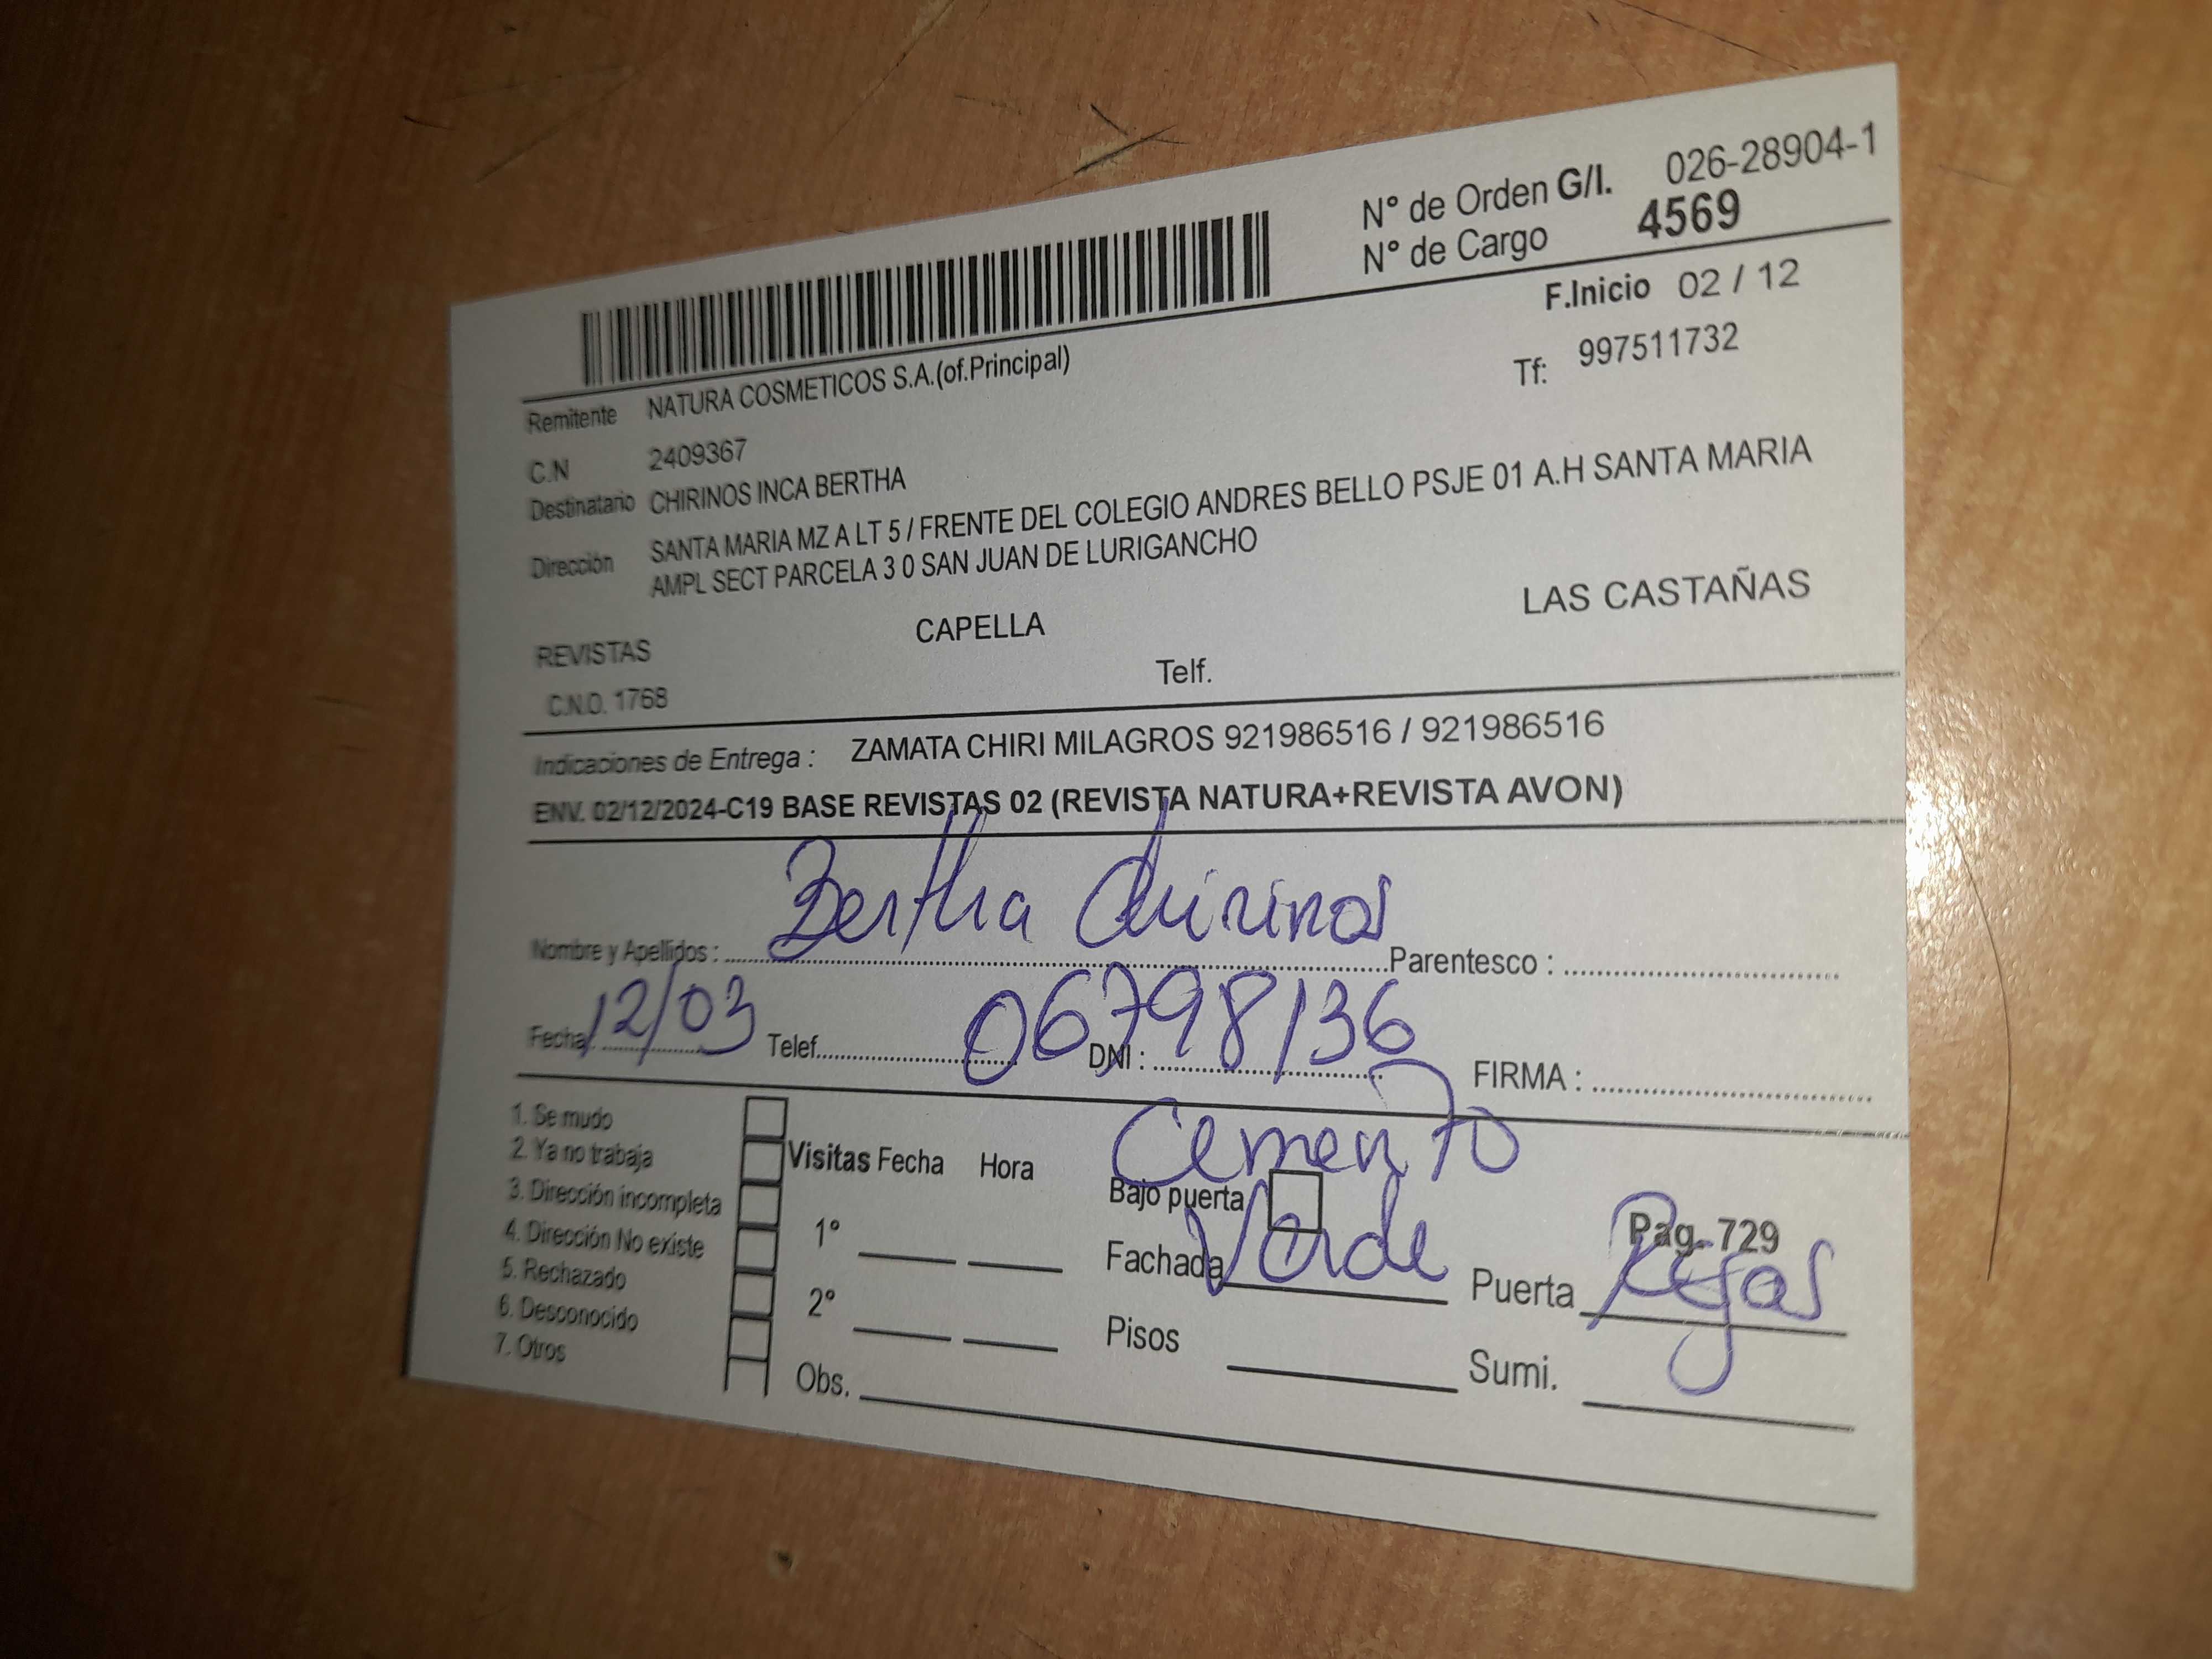 N° de Orden G/I. 026-28904-1
N° de Cargo 4569
F.Inicio 02 / 12
Remitente NATURA COSMETICOS S.A.(of.Principal) Tf: 997511732
C.N 2409367
Destinatario CHIRINOS INCA BERTHA
Dirección SANTA MARIA MZ A LT 5 / FRENTE DEL COLEGIO ANDRES BELLO PSJE 01 A.H SANTA MARIA
AMPL SECT PARCELA 3 0 SAN JUAN DE LURIGANCHO
REVISTAS CAPELLA LAS CASTAÑAS
C.N.O. 1768 Telf.
Indicaciones de Entrega : ZAMATA CHIRI MILAGROS 921986516 / 921986516
ENV. 02/12/2024-C19 BASE REVISTAS 02 (REVISTA NATURA+REVISTA AVON)
Nombre y Apellidos : Bertha Chirinos Parentesco :
Fecha 12/03 Telef. DNI : 06798136 FIRMA :
1. Se mudo
2. Ya no trabaja
3. Dirección incompleta
4. Dirección No existe
5. Rechazado
6. Desconocido
7. Otros
Visitas Fecha Hora
1°
2°
Obs.
Cemento
Bajo puerta
Fachada Verde
Pisos
Pag. 729
Puerta Rejas
Sumi.